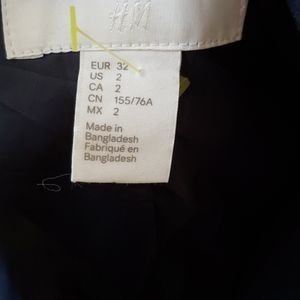 H&M
EUR 32
US 2
CA 2
CN 155/76A
MX 2
Made in
Bangladesh
Fabriqué en
Bangladesh